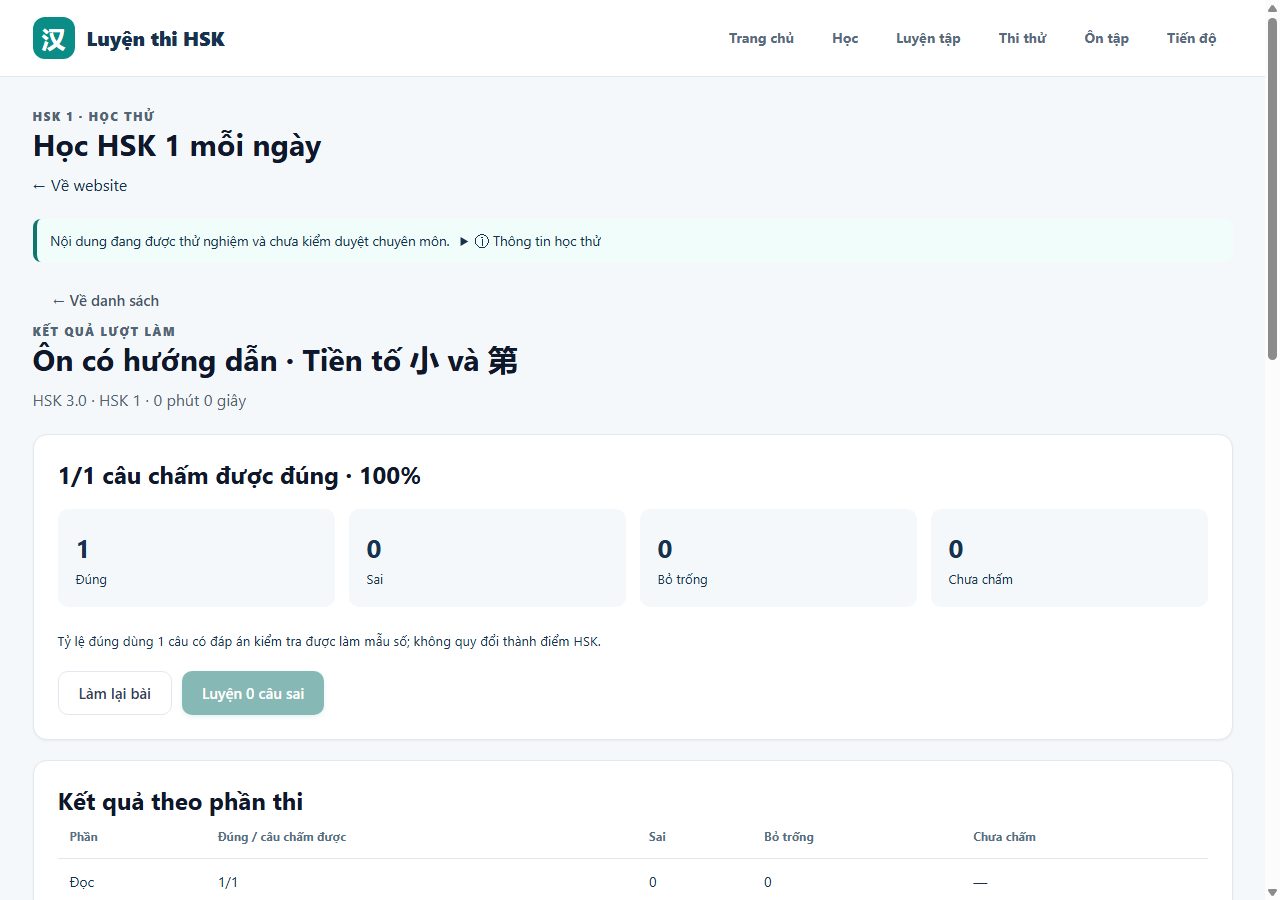 汉 Luyện thi HSK
Trang chủ Học Luyện tập Thi thử Ôn tập Tiến độ
HSK 1 · HỌC THỬ
Học HSK 1 mỗi ngày
← Về website
Nội dung đang được thử nghiệm và chưa kiểm duyệt chuyên môn. ▶ ⓘ Thông tin học thử
← Về danh sách
KẾT QUẢ LƯỢT LÀM
Ôn có hướng dẫn · Tiền tố 小 và 第
HSK 3.0 · HSK 1 · 0 phút 0 giây
1/1 câu chấm được đúng · 100%
1 0 0 0
Đúng Sai Bỏ trống Chưa chấm
Tỷ lệ đúng dùng 1 câu có đáp án kiểm tra được làm mẫu số; không quy đổi thành điểm HSK.
Làm lại bài Luyện 0 câu sai
Kết quả theo phần thi
Phần Đúng / câu chấm được Sai Bỏ trống Chưa chấm
Đọc 1/1 0 0 —